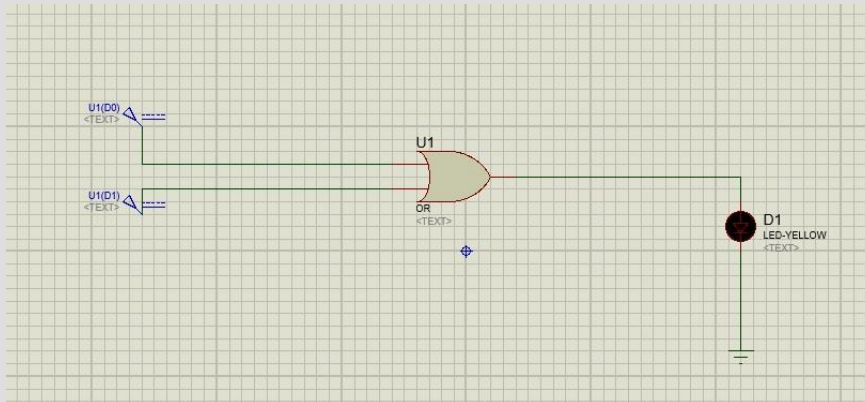 U1(D0)
<TEXT>
U1
U1(D1)
<TEXT>
OR
<TEXT>
D1
LED-YELLOW
<TEXT>